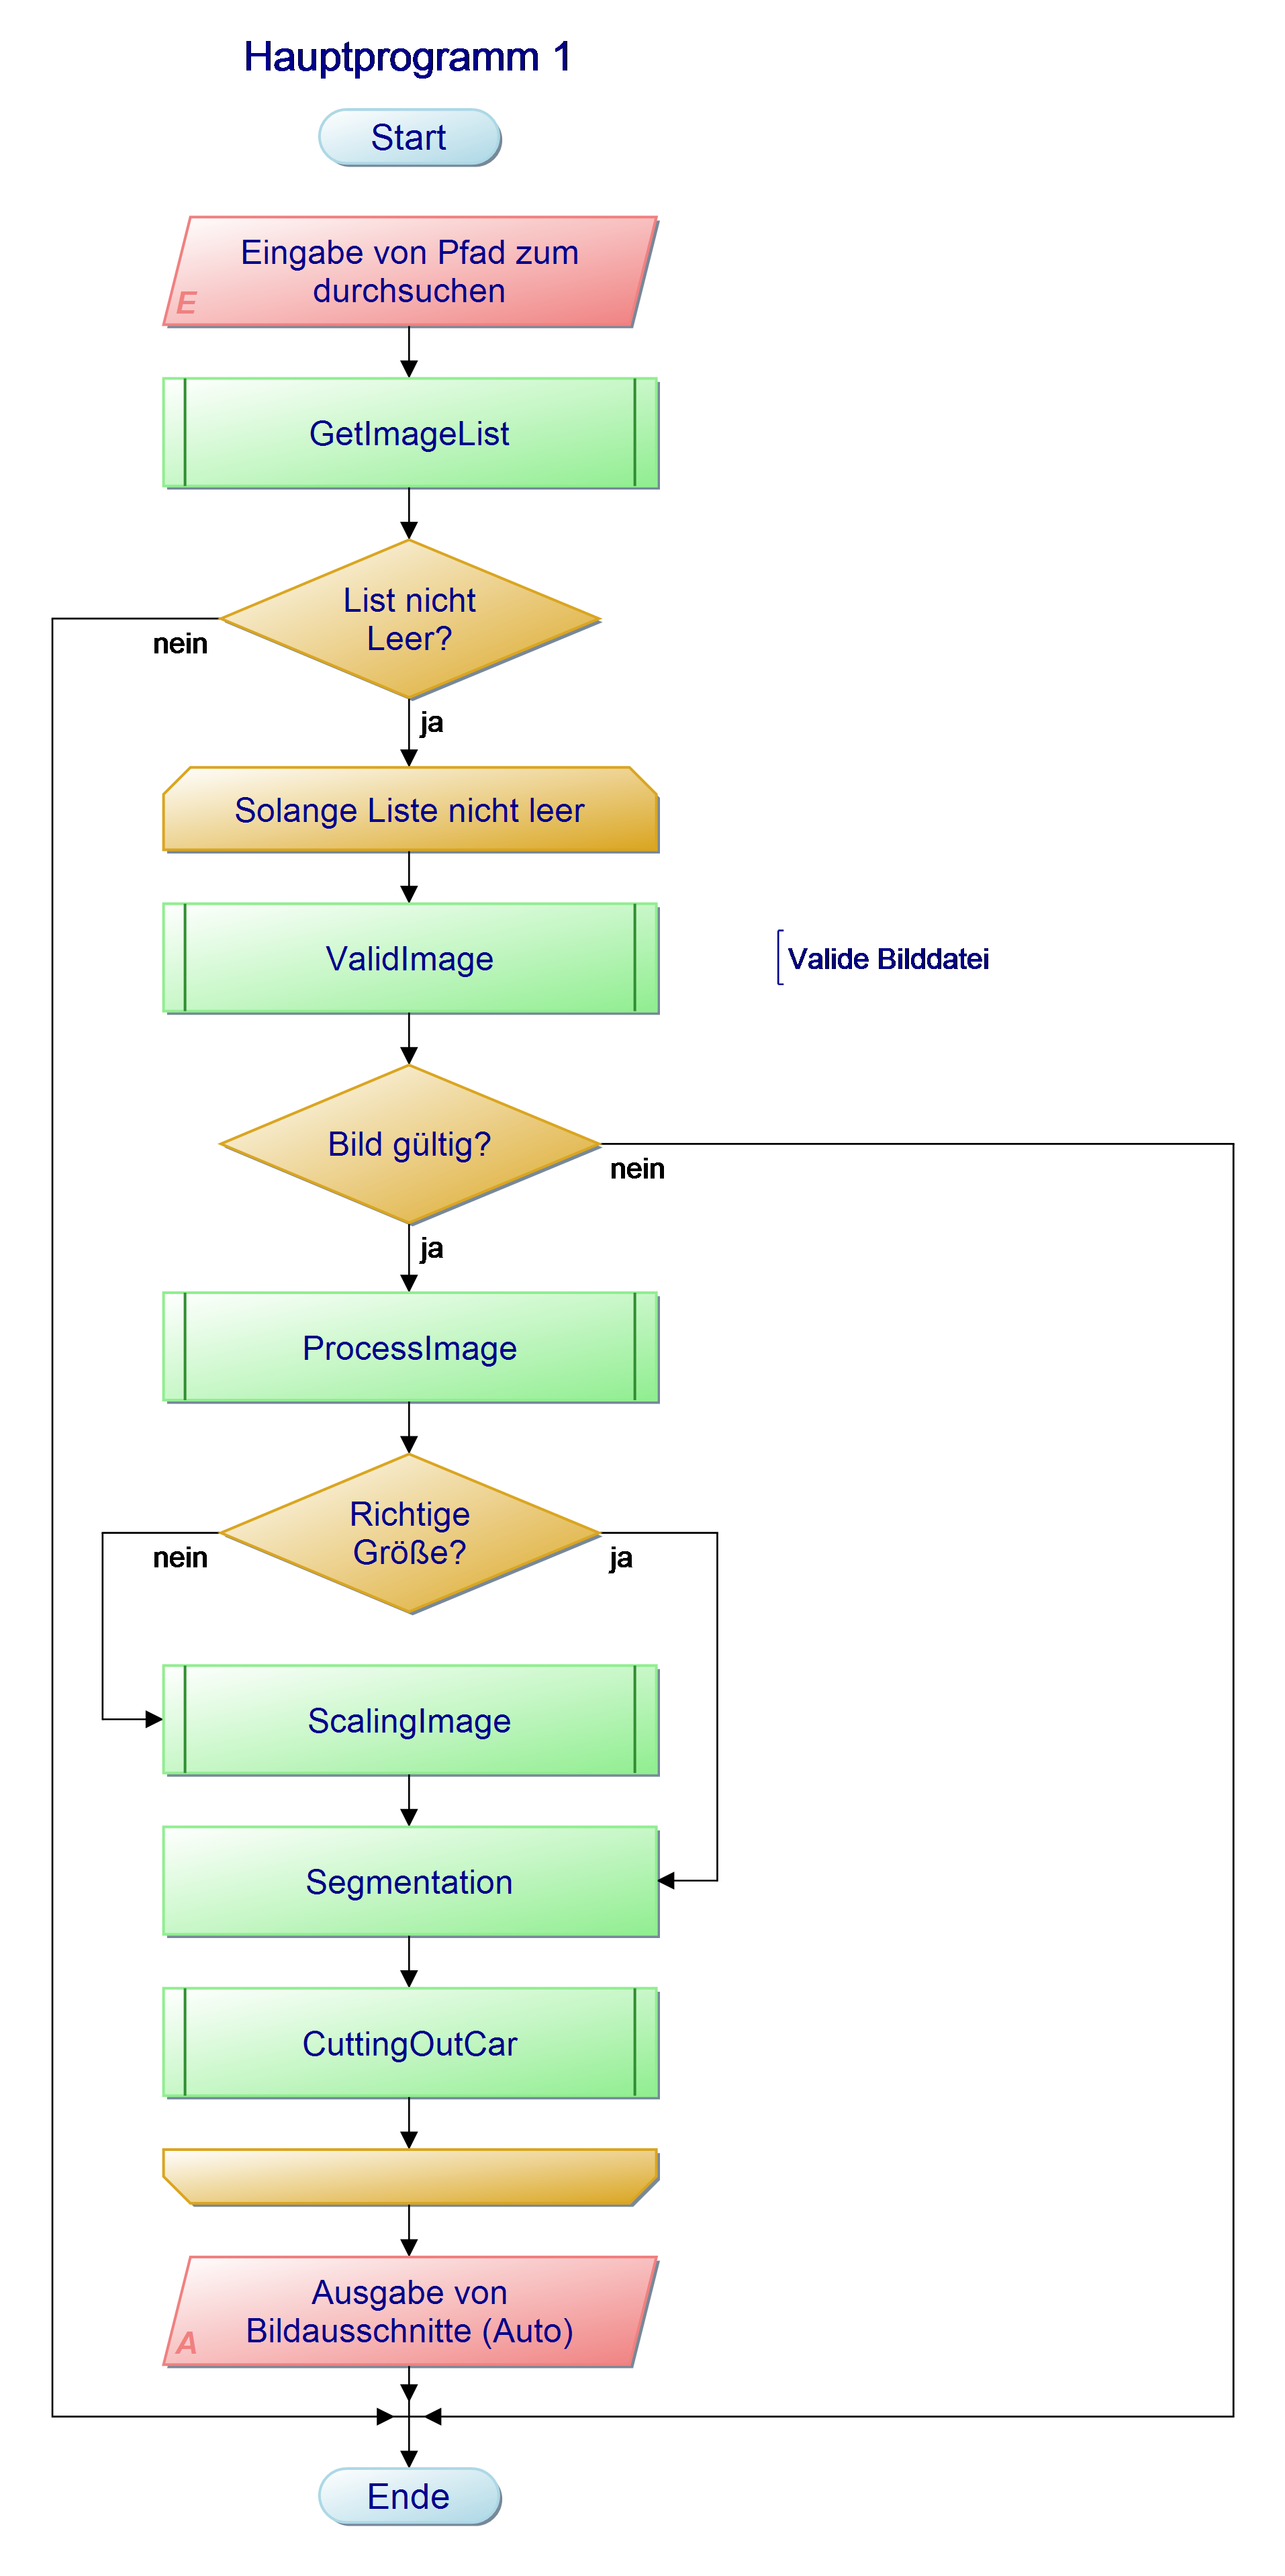 Hauptprogramm 1
Start
Eingabe von Pfad zum
durchsuchen
E
GetImageList
List nicht
Leer?
nein
ja
Solange Liste nicht leer
ValidImage
Valide Bilddatei
Bild gültig?
nein
ja
ProcessImage
Richtige
Größe?
nein
ja
ScalingImage
Segmentation
CuttingOutCar
Ausgabe von
Bildausschnitte (Auto)
A
Ende